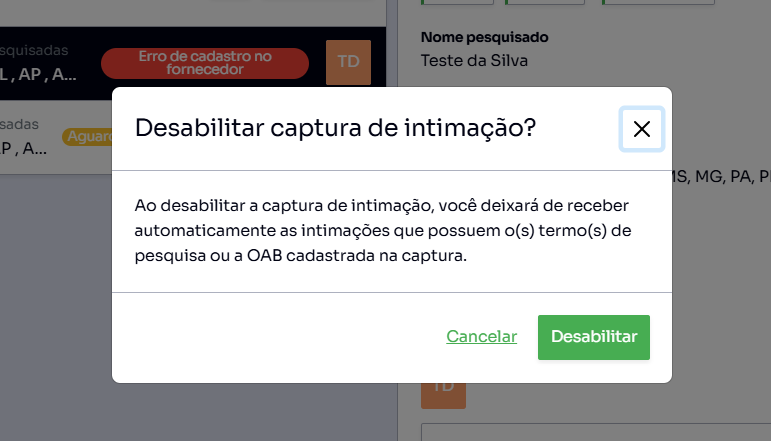 squisadas
L , AP , A...
Erro de cadastro no
fornecedor
TD
Nome pesquisado
Teste da Silva
sadas
P , A...
Aguard
Desabilitar captura de intimação?
MS, MG, PA, P
Ao desabilitar a captura de intimação, você deixará de receber
automaticamente as intimações que possuem o(s) termo(s) de
pesquisa ou a OAB cadastrada na captura.
Cancelar
Desabilitar
TD